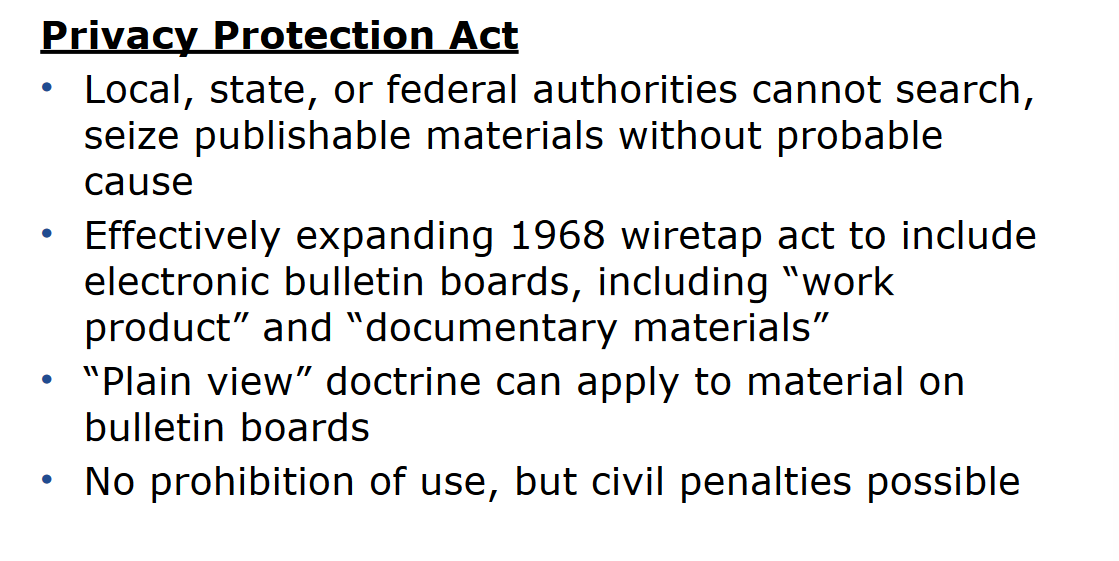 Privacy Protection Act
• Local, state, or federal authorities cannot search,
seize publishable materials without probable
cause
• Effectively expanding 1968 wiretap act to include
electronic bulletin boards, including “work
product” and “documentary materials”
• “Plain view” doctrine can apply to material on
bulletin boards
• No prohibition of use, but civil penalties possible